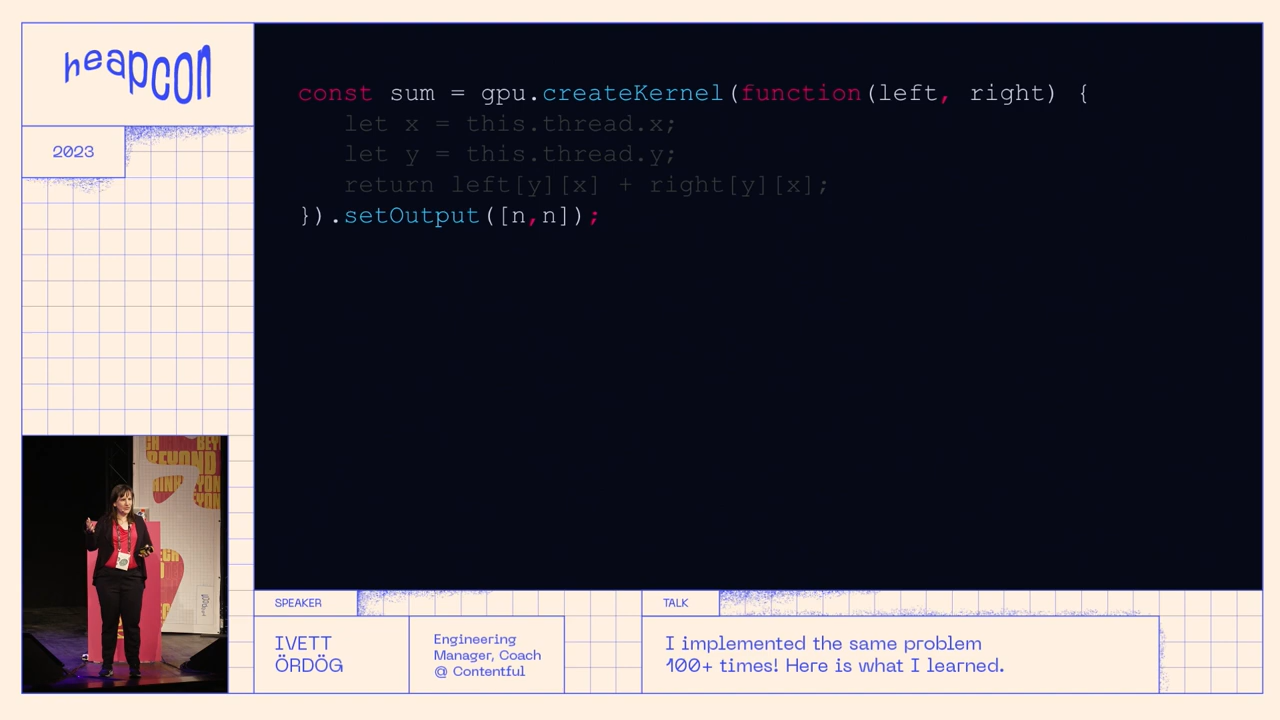 heapcon
2023
const sum = gpu.createKernel(function(left, right) {
let x = this.thread.x;
let y = this.thread.y;
return left[y][x] + right[y][x];
}).setOutput([n,n]);
BEYOND
SPEAKER
IVETT
ÖRDÖG
Engineering
Manager, Coach
@ Contentful
TALK
I implemented the same problem
100+ times! Here is what I learned.